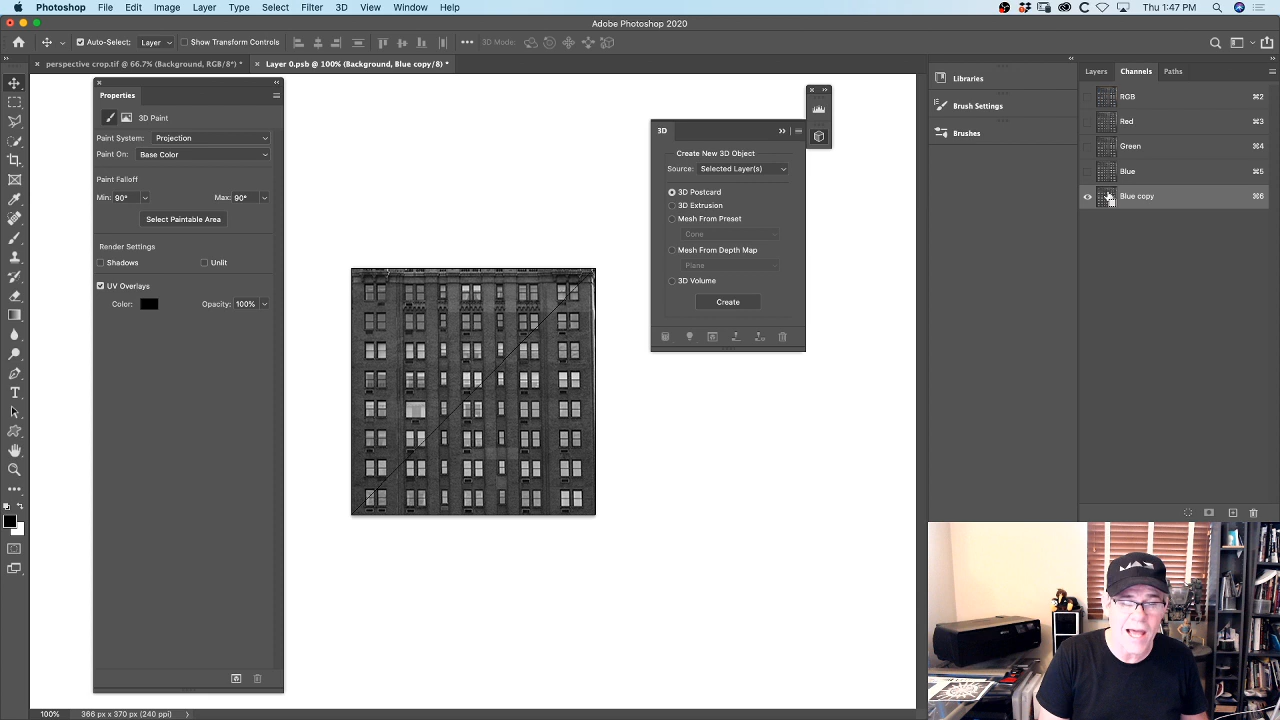 Photoshop File Edit Image Layer Type Select Filter 3D View Window Help Thu 1:47 PM
Adobe Photoshop 2020
Auto-Select: Layer Show Transform Controls 3D Mode:
perspective crop.tif @ 66.7% (Background, RGB/8*) * Layer 0.psb @ 100% (Background, Blue copy/8) *
Properties
3D Paint
Paint System: Projection
Paint On: Base Color
Paint Falloff
Min: 90° Max: 90°
Select Paintable Area
Render Settings
Shadows Unlit
UV Overlays
Color: Opacity: 100%
3D
Create New 3D Object
Source: Selected Layer(s)
3D Postcard
3D Extrusion
Mesh From Preset
Cone
Mesh From Depth Map
Plane
3D Volume
Create
Libraries
Brush Settings
Brushes
Layers Channels Paths
RGB ⌘2
Red ⌘3
Green ⌘4
Blue ⌘5
Blue copy ⌘6
100% 366 px x 370 px (240 ppi)